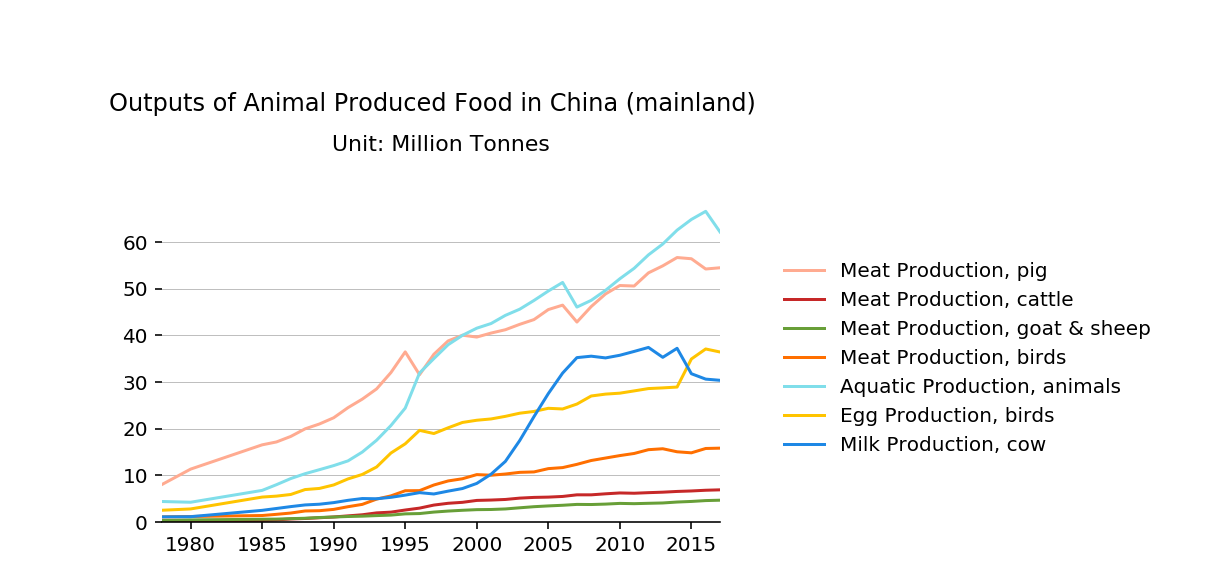 Outputs of Animal Produced Food in China (mainland)
Unit: Million Tonnes
60
50
40
30
20
10
0
1980 1985 1990 1995 2000 2005 2010 2015
Meat Production, pig
Meat Production, cattle
Meat Production, goat & sheep
Meat Production, birds
Aquatic Production, animals
Egg Production, birds
Milk Production, cow